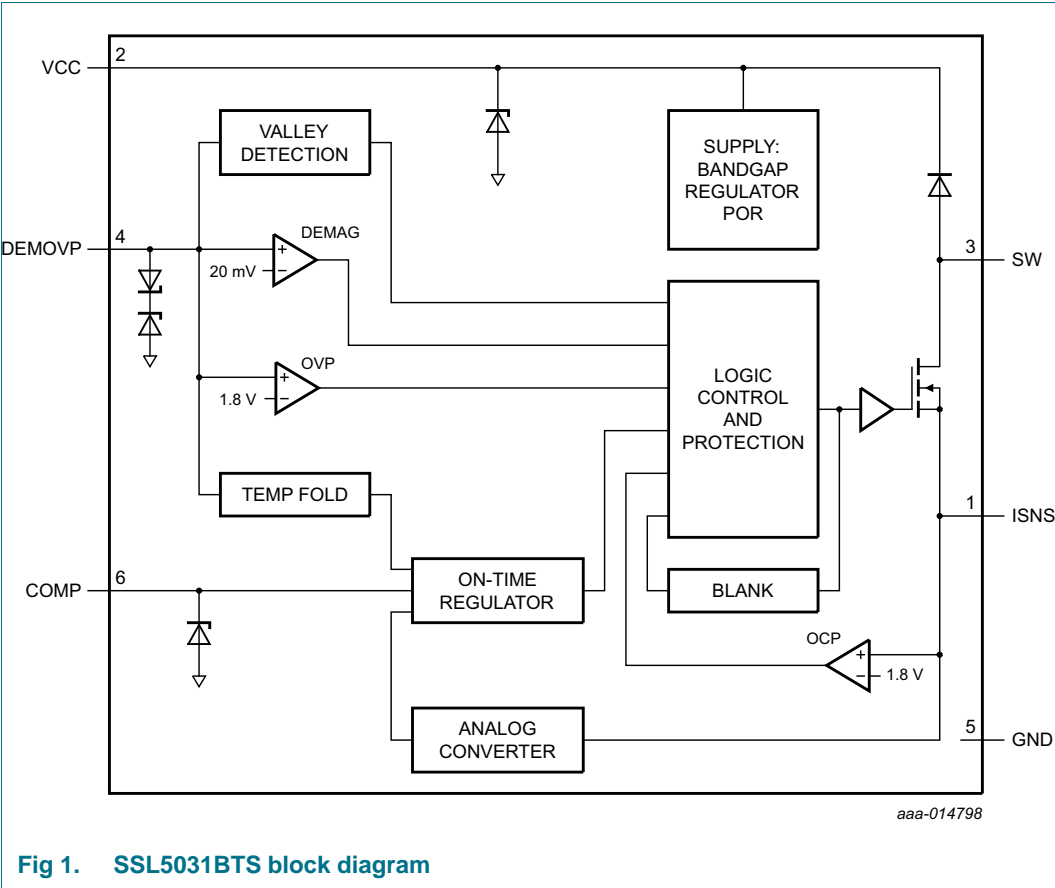 2
VCC
VALLEY
DETECTION
SUPPLY:
BANDGAP
REGULATOR
POR
4
DEMOVP
DEMAG
+
20 mV
−
3
SW
OVP
+
1.8 V
−
LOGIC
CONTROL
AND
PROTECTION
TEMP FOLD
1
ISNS
6
COMP
ON-TIME
REGULATOR
BLANK
OCP
+
−
1.8 V
ANALOG
CONVERTER
5
GND
aaa-014798
Fig 1. SSL5031BTS block diagram